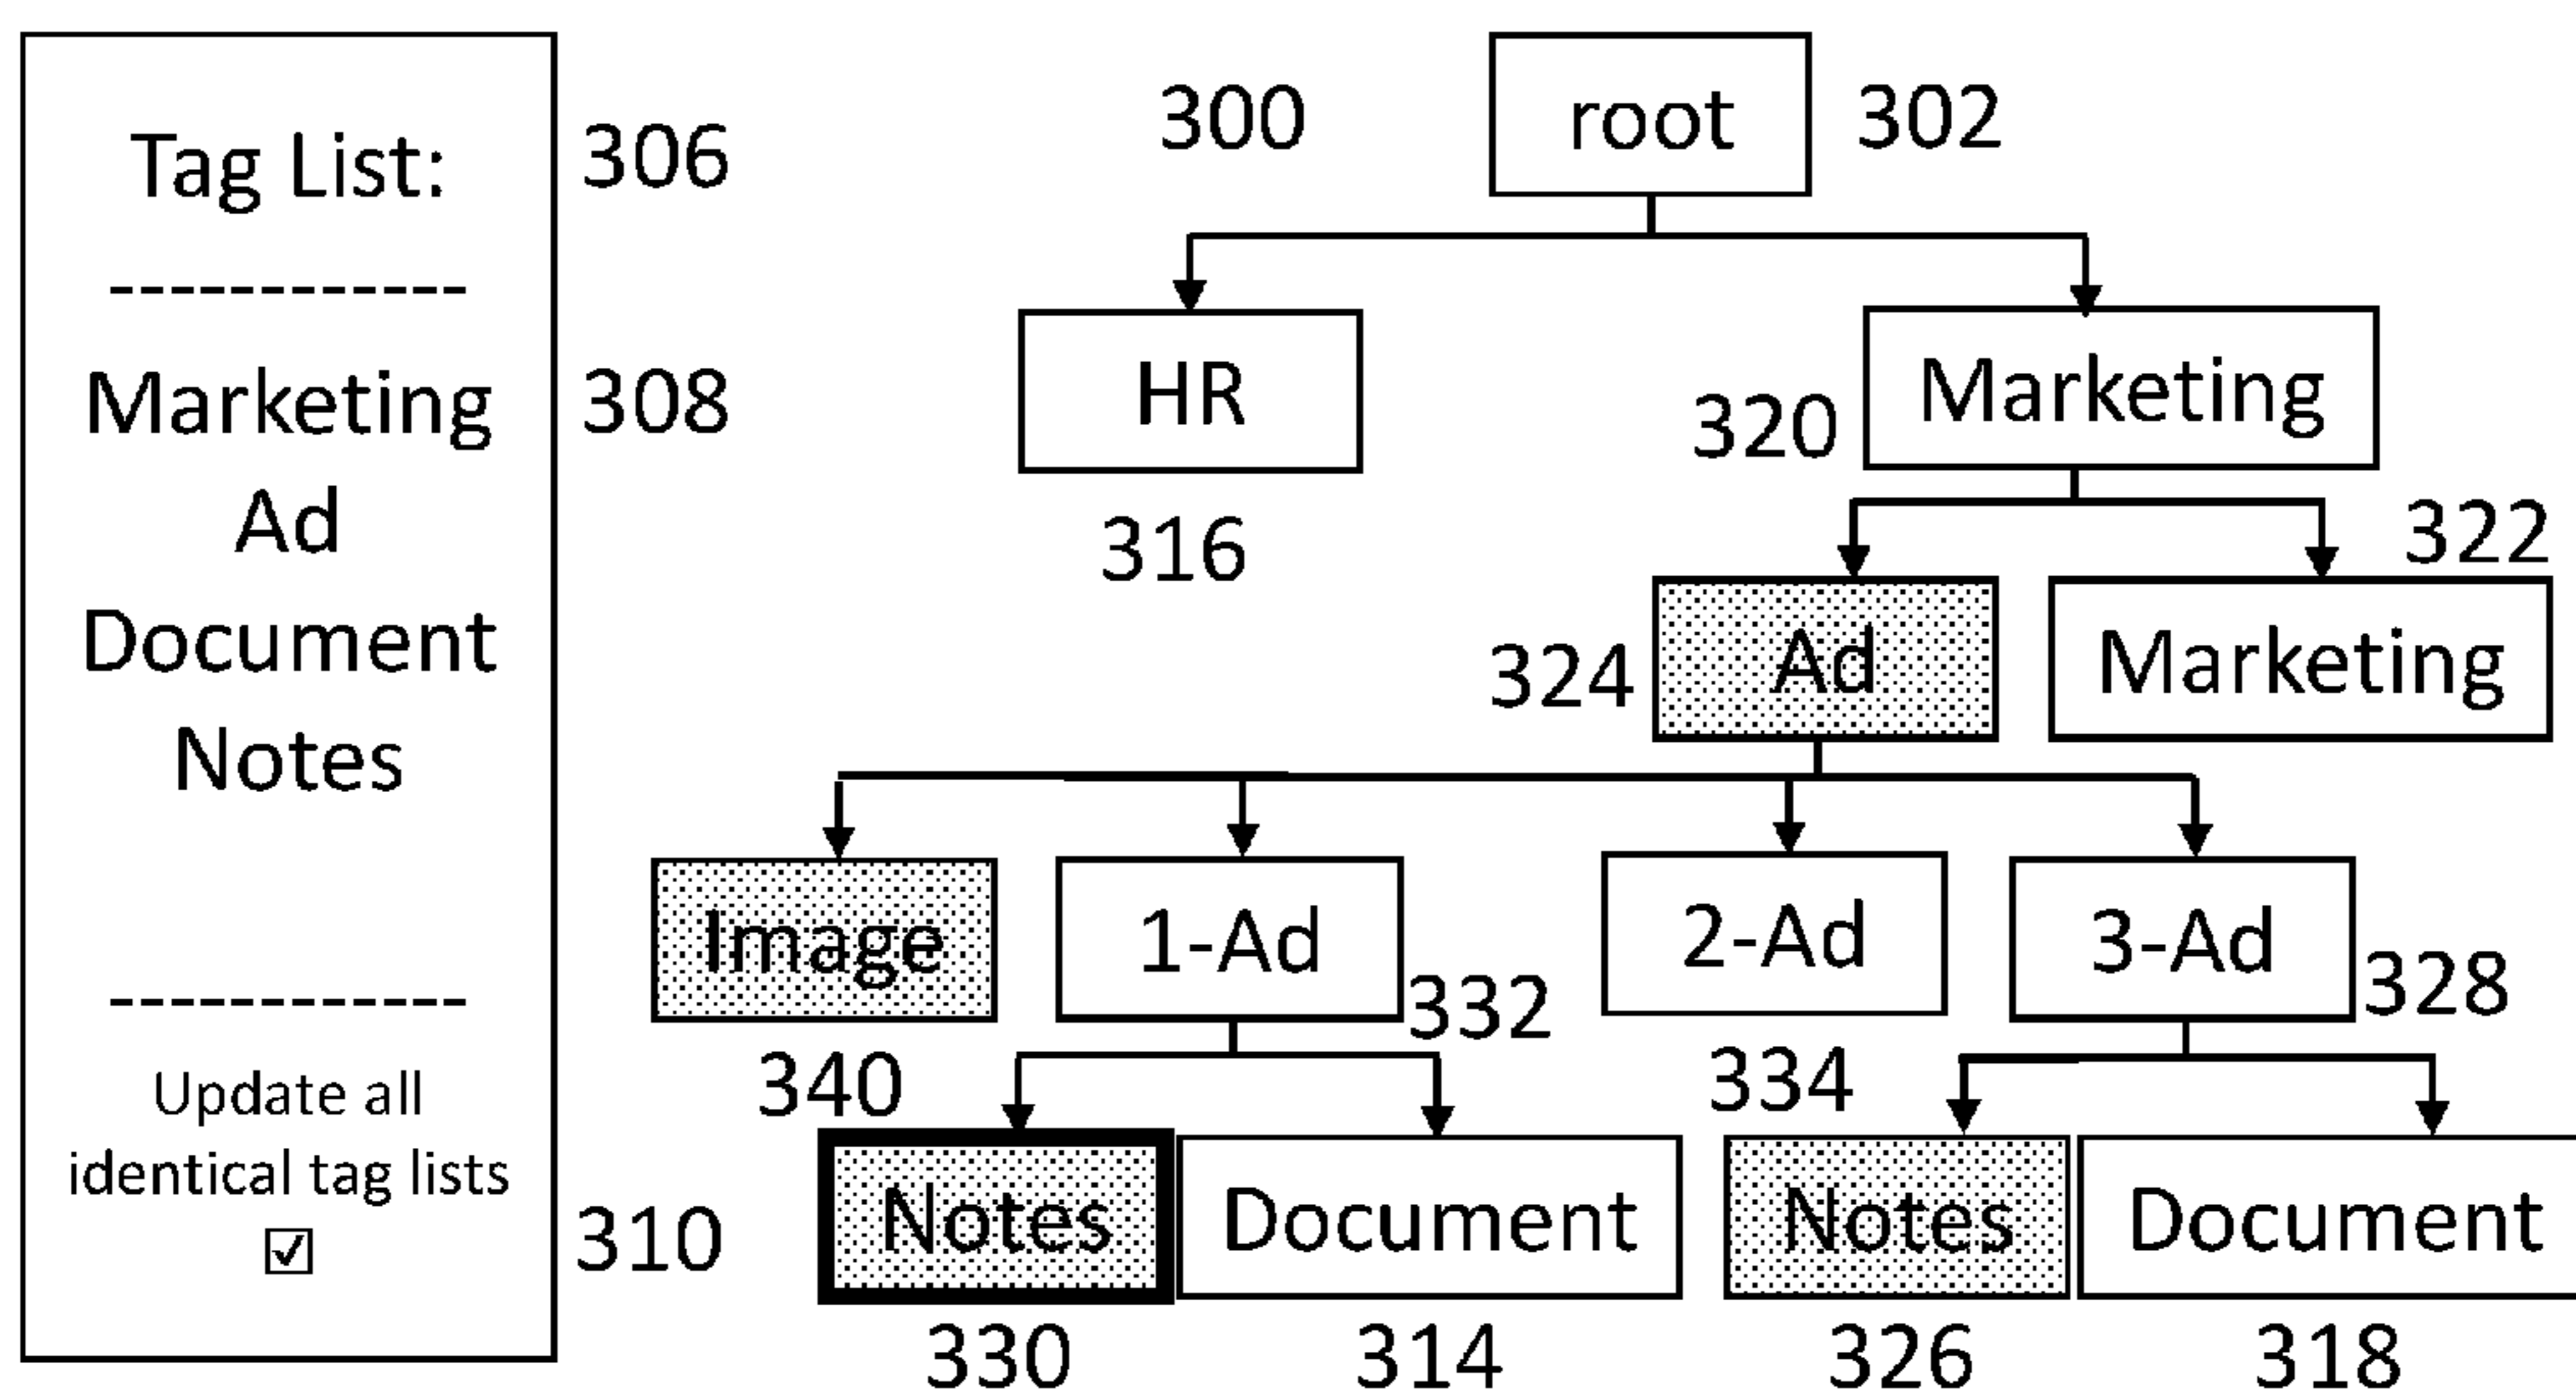 Tag List:
306
-------------
Marketing
308
Ad
Document
Notes
-------------
Update all
identical tag lists
☑
310
300
root
302
HR
316
320
Marketing
322
324
Ad
Marketing
Image
340
1-Ad
332
2-Ad
334
3-Ad
328
Notes
330
Document
314
Notes
326
Document
318